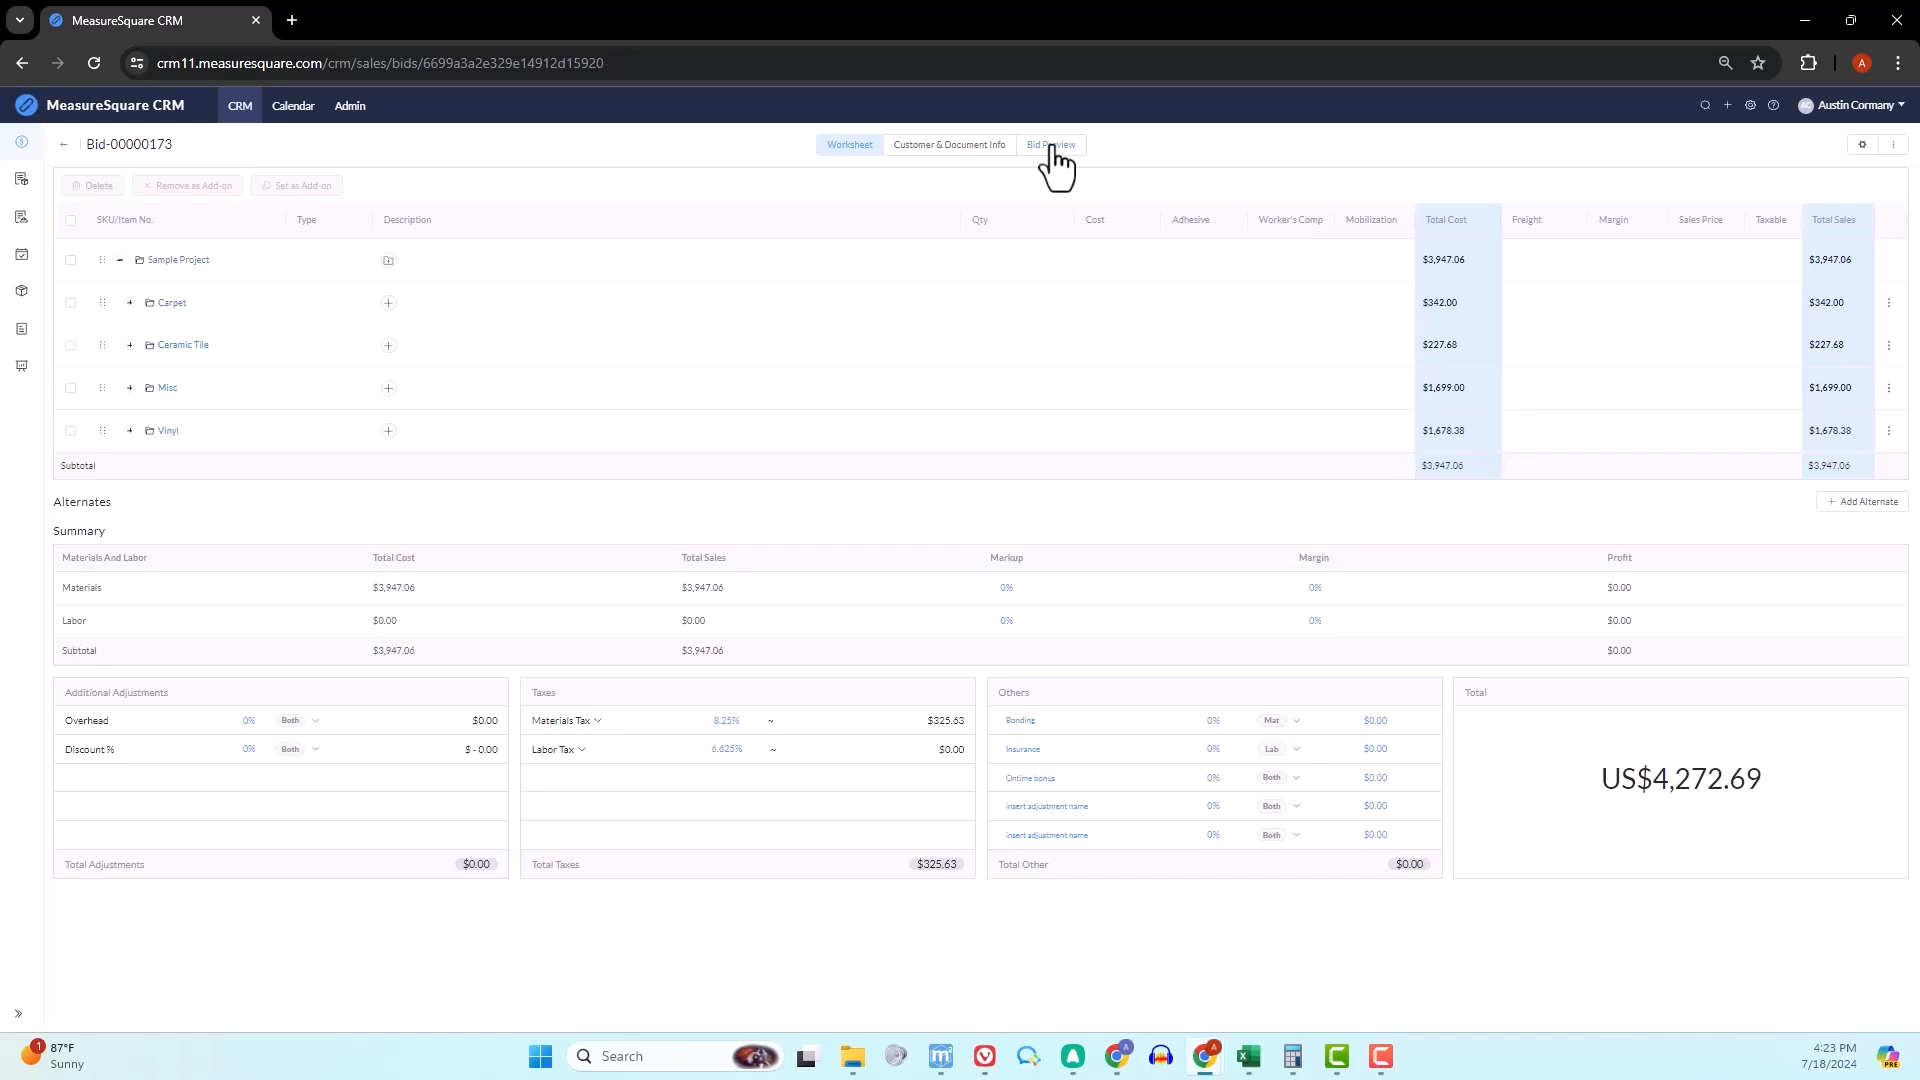 MeasureSquare CRM
crm11.measuresquare.com/crm/sales/bids/6699a3a2e329e14912d15920
A
MeasureSquare CRM CRM Calendar Admin AC Austin Cormany
Bid-00000173 Worksheet Customer & Document Info
Delete Remove as Add-on Set as Add-on
SKU/Item No. Type Description Qty Cost Adhesive Worker's Comp Mobilization Total Cost Freight Margin Sales Price Taxable Total Sales
Sample Project $3,947.06 $3,947.06
Carpet $342.00 $342.00
Ceramic Tile $227.68 $227.68
Misc $1,699.00 $1,699.00
Vinyl $1,678.38 $1,678.38
Subtotal $3,947.06 $3,947.06
Alternates + Add Alternate
Summary
Materials And Labor Total Cost Total Sales Markup Margin Profit
Materials $3,947.06 $3,947.06 0% 0% $0.00
Labor $0.00 $0.00 0% 0% $0.00
Subtotal $3,947.06 $3,947.06 $0.00
Additional Adjustments Taxes Others Total
Overhead 0% Both $0.00 Materials Tax 8.25% ~ $325.63 Bonding 0% Mat $0.00
Discount % 0% Both $ - 0.00 Labor Tax 6.625% ~ $0.00 Insurance 0% Lab $0.00
Ontime bonus 0% Both $0.00 US$4,272.69
insert adjustment name 0% Both $0.00
insert adjustment name 0% Both $0.00
Total Adjustments $0.00 Total Taxes $325.63 Total Other $0.00
1 87°F
Sunny
Search
4:23 PM
7/18/2024
PRE